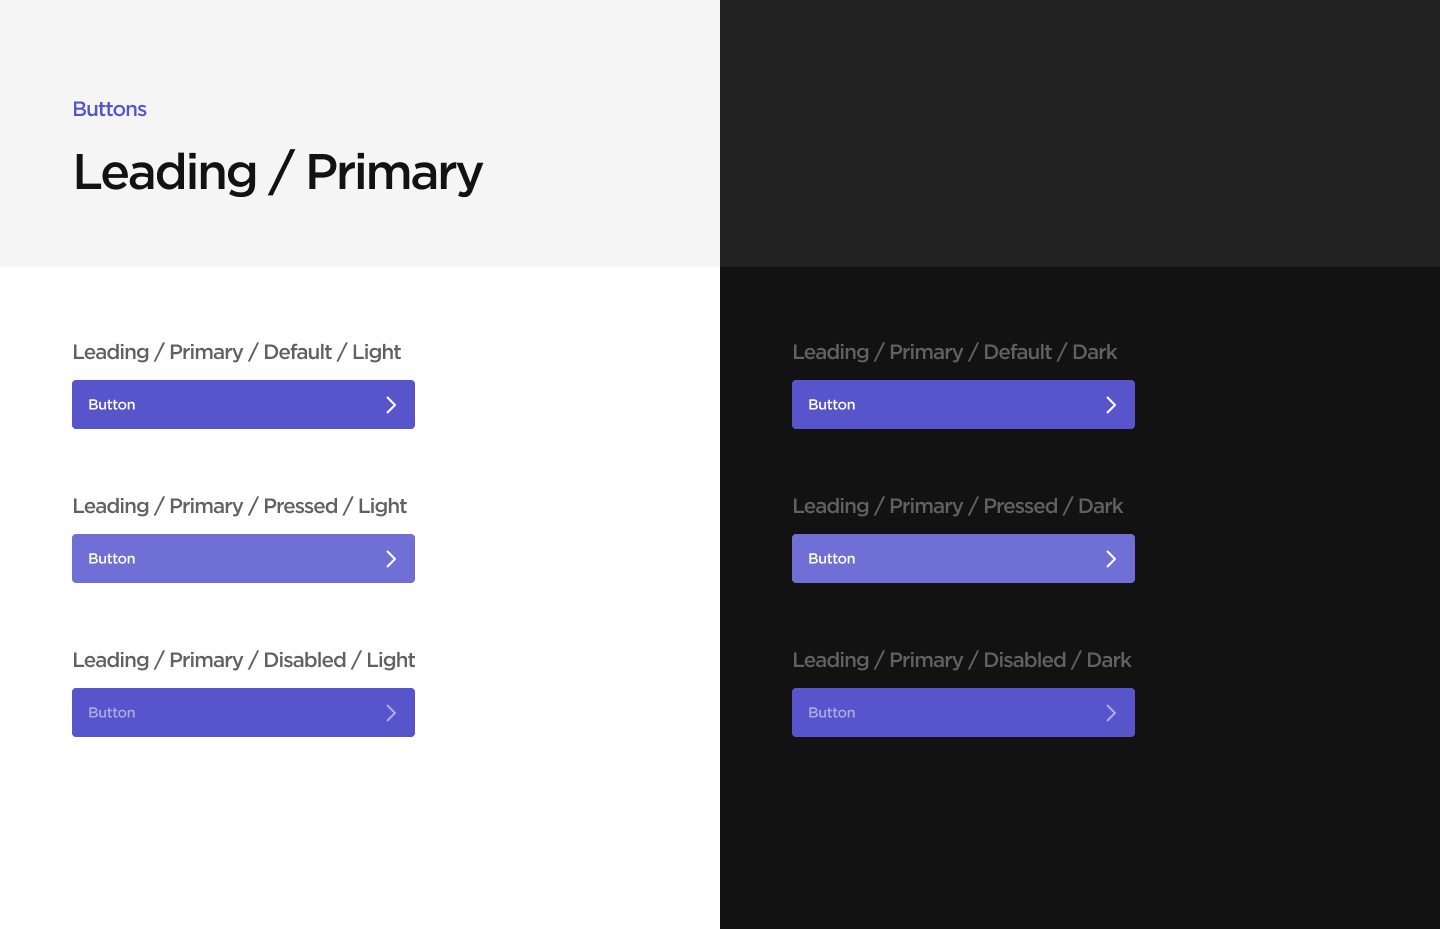 Buttons
Leading / Primary
Leading / Primary / Default / Light
Button
Leading / Primary / Pressed / Light
Button
Leading / Primary / Disabled / Light
Button
Leading / Primary / Default / Dark
Button
Leading / Primary / Pressed / Dark
Button
Leading / Primary / Disabled / Dark
Button